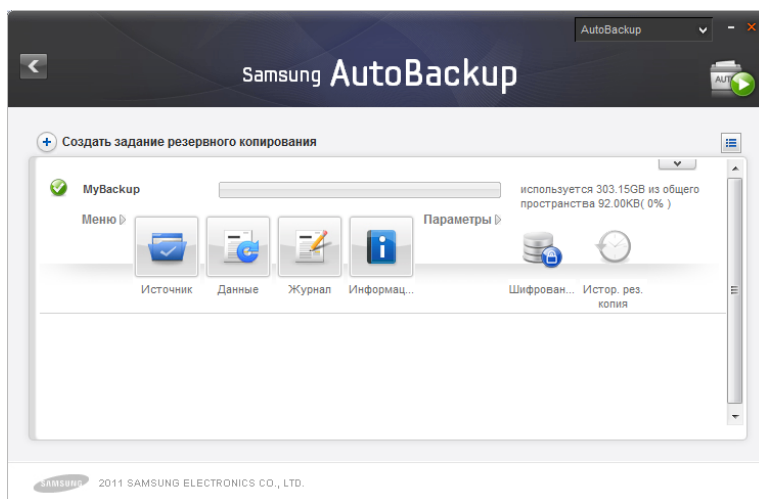 AutoBackup
Samsung AutoBackup
AUTO
Создать задание резервного копирования
MyBackup
используется 303.15GB из общего
пространства 92.00KB( 0% )
Меню
Параметры
Источник
Данные
Журнал
Информац...
Шифрован...
Истор. рез.
копия
SAMSUNG 2011 SAMSUNG ELECTRONICS CO., LTD.